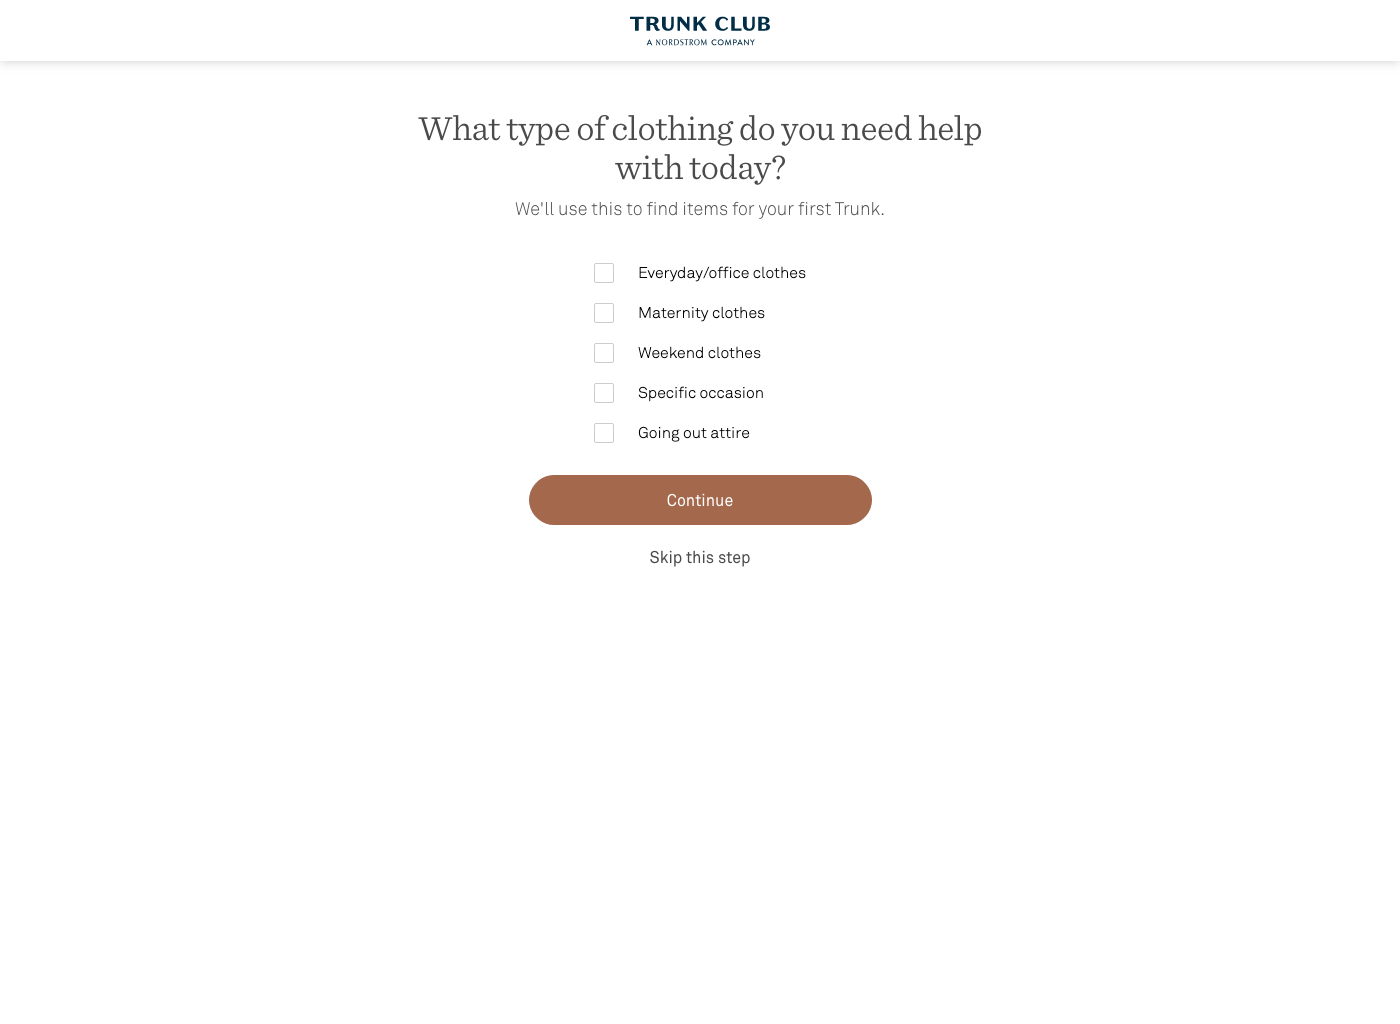 TRUNK CLUB
A NORDSTROM COMPANY
What type of clothing do you need help
with today?
We'll use this to find items for your first Trunk.
Everyday/office clothes
Maternity clothes
Weekend clothes
Specific occasion
Going out attire
Continue
Skip this step